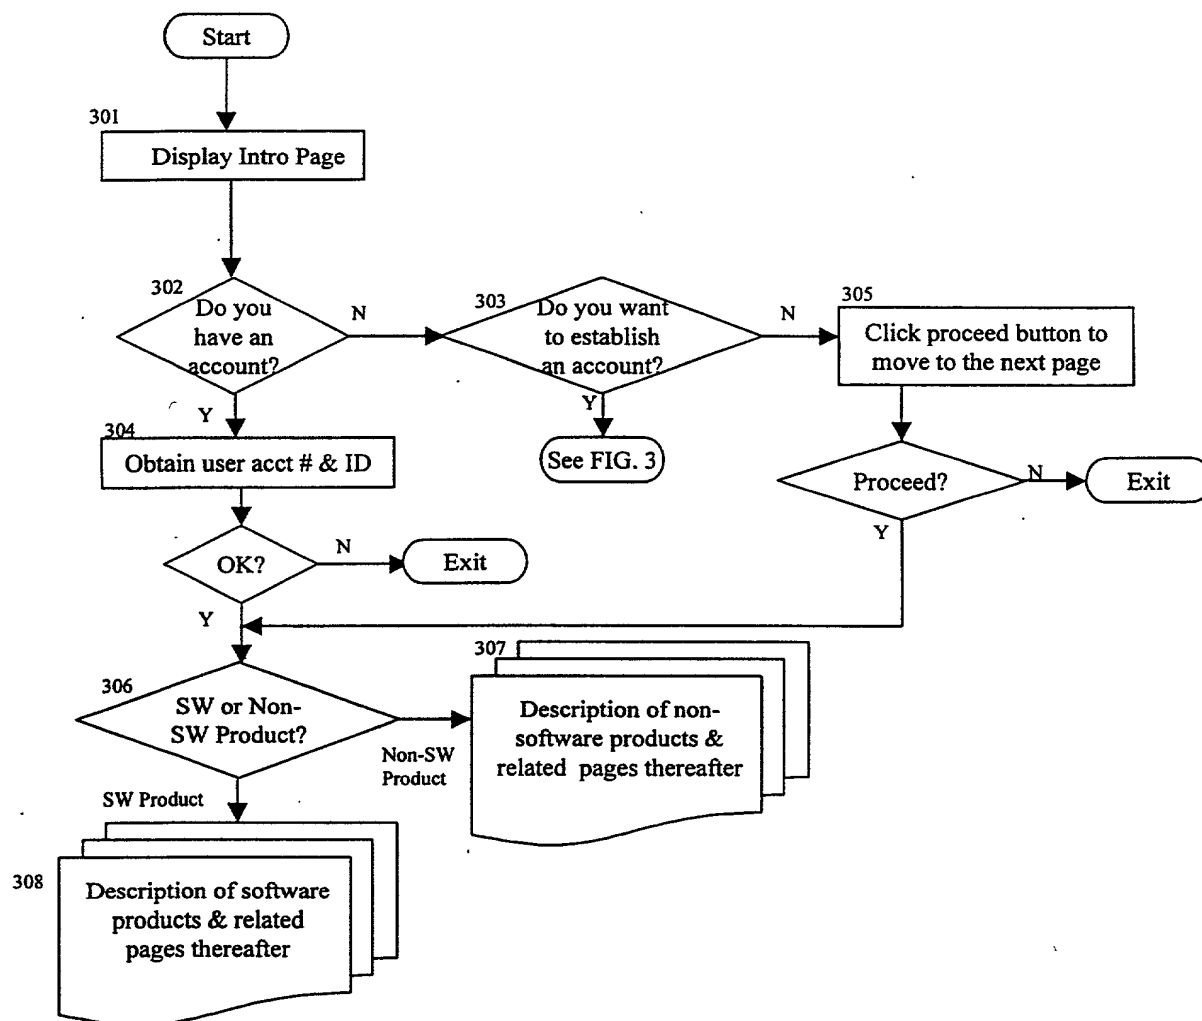 Start
301
Display Intro Page
302
Do you
have an
account?
N
303
Do you want
to establish
an account?
N
305
Click proceed button to
move to the next page
Y
Y
304
Obtain user acct # & ID
See FIG. 3
Proceed?
N
Exit
Y
OK?
N
Exit
Y
306
SW or Non-
SW Product?
Non-SW
Product
307
Description of non-
software products &
related pages thereafter
SW Product
308
Description of software
products & related
pages thereafter